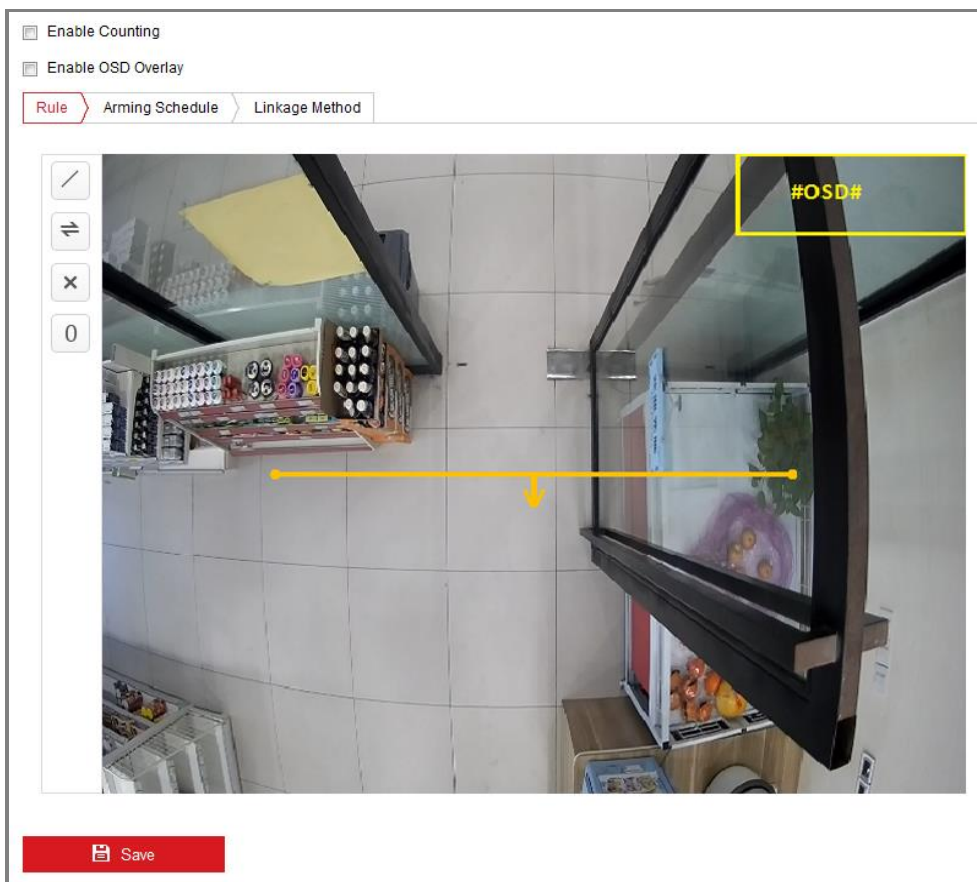 Enable Counting
Enable OSD Overlay
Rule Arming Schedule Linkage Method
#OSD#
0
Save